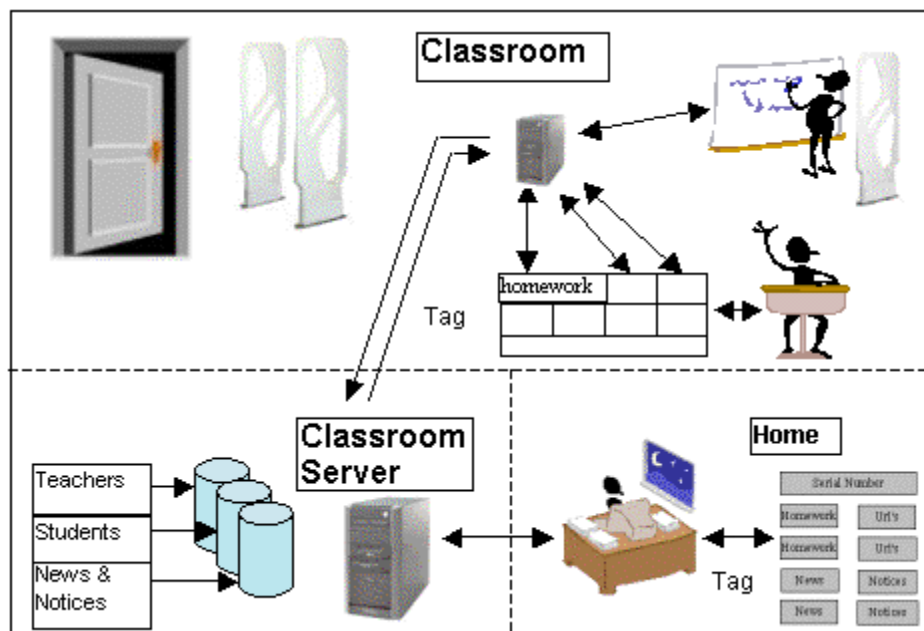 Classroom
homework
Tag
Classroom
Server
Teachers
Students
News &
Notices
Home
Serial Number
Homework
Url's
Homework
Url's
News
Notices
News
Notices
Tag